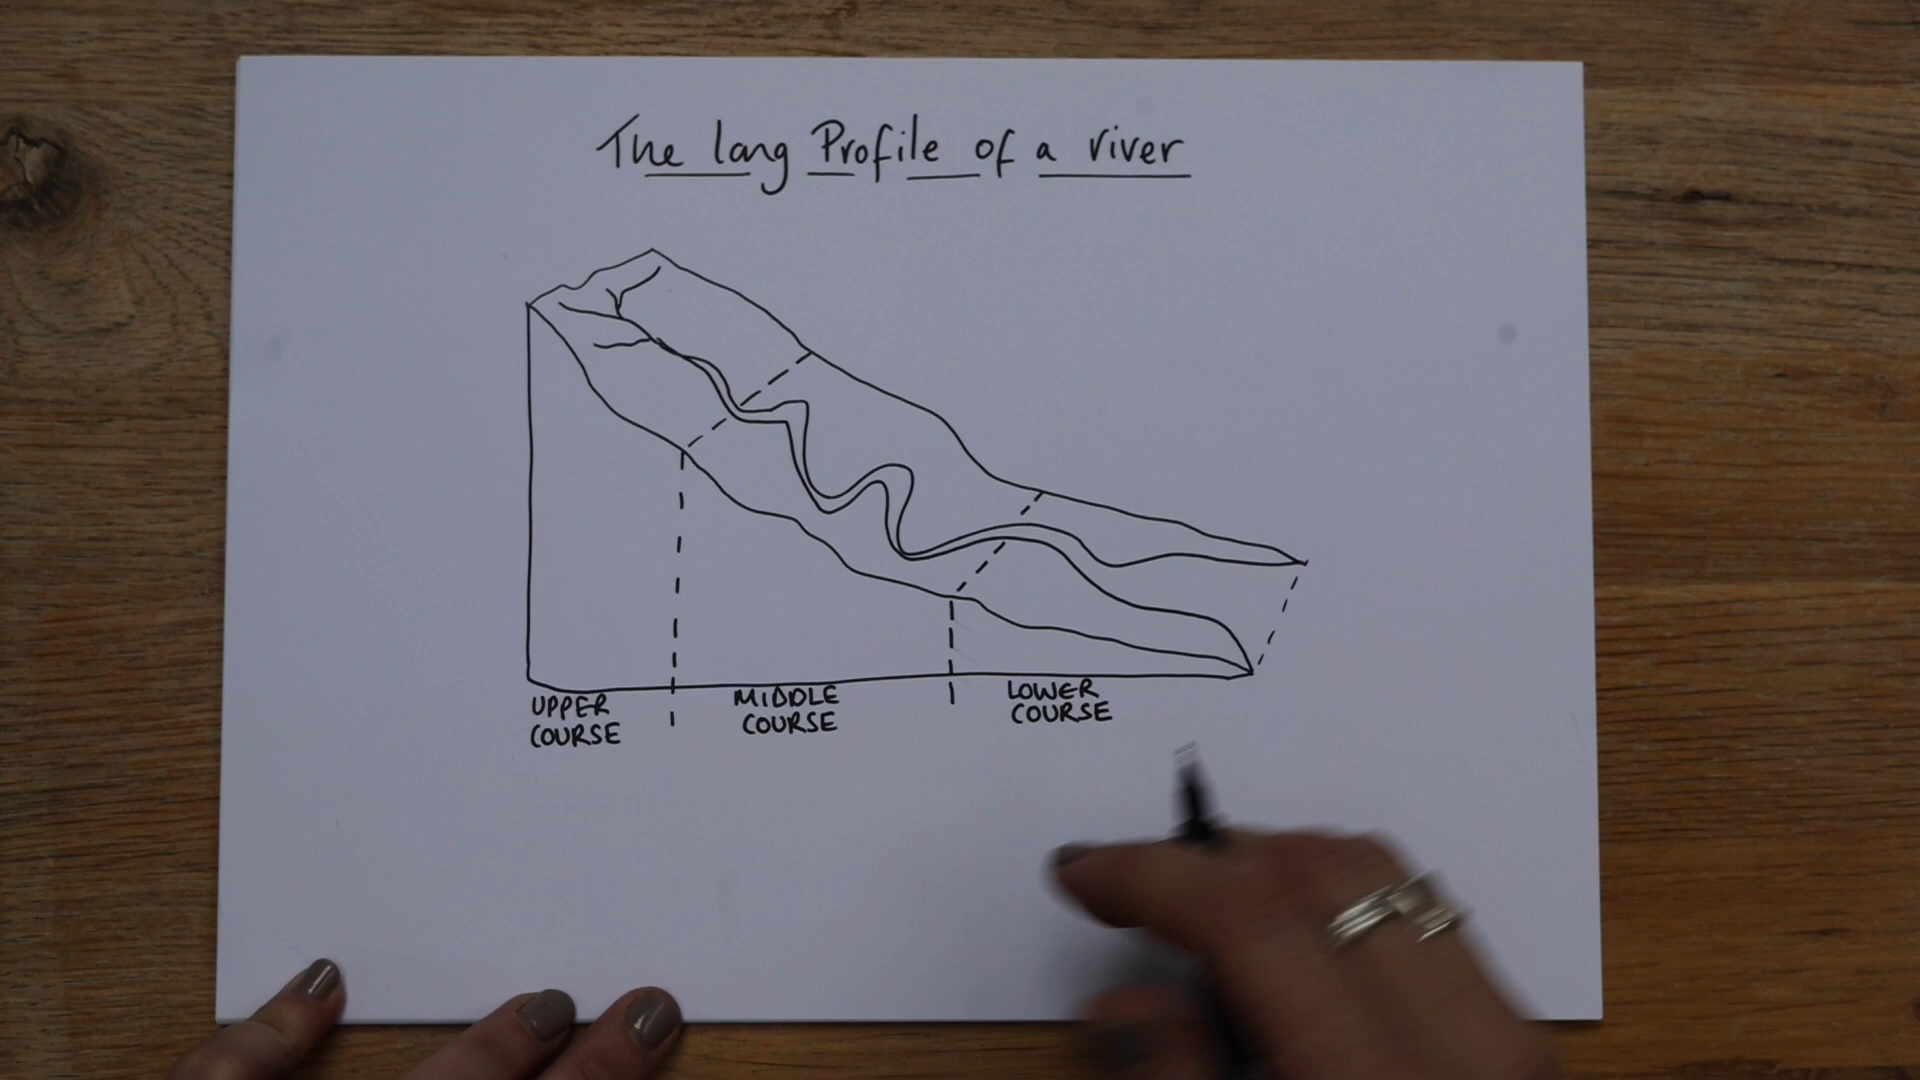 The long Profile of a river
UPPER
COURSE
MIDDLE
COURSE
LOWER
COURSE